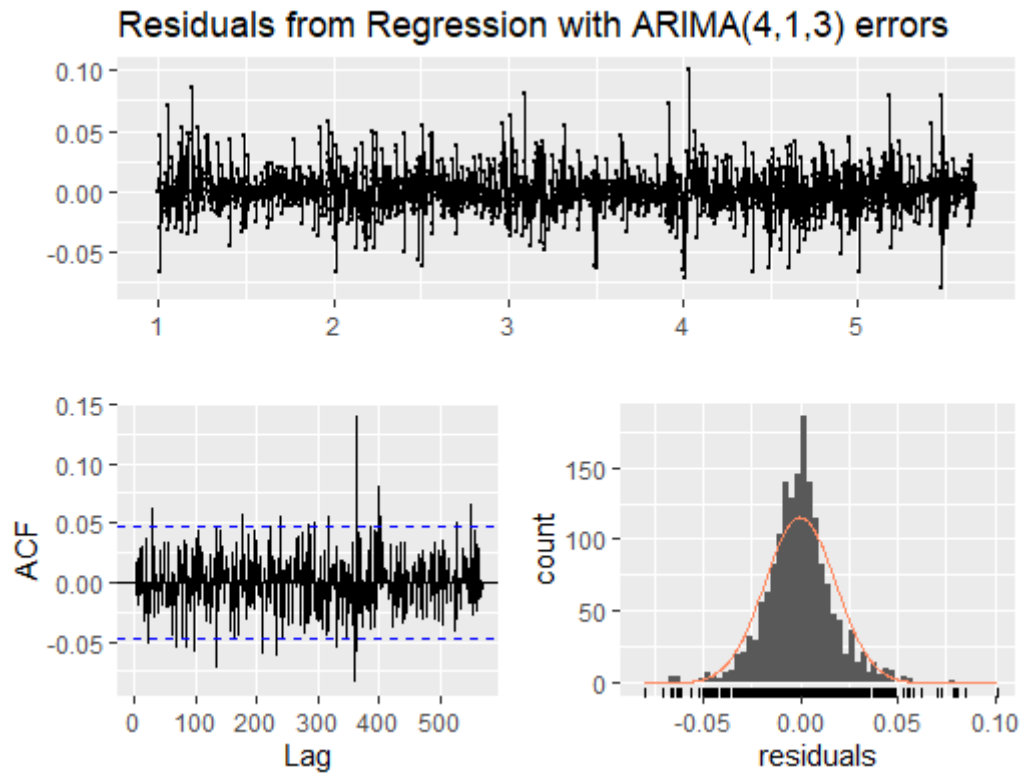 Residuals from Regression with ARIMA(4,1,3) errors
0.10
0.05
0.00
-0.05
1 2 3 4 5
0.15
0.10
0.05
0.00
-0.05
ACF
0 100 200 300 400 500
Lag
150
100
50
0
count
-0.05 0.00 0.05 0.10
residuals